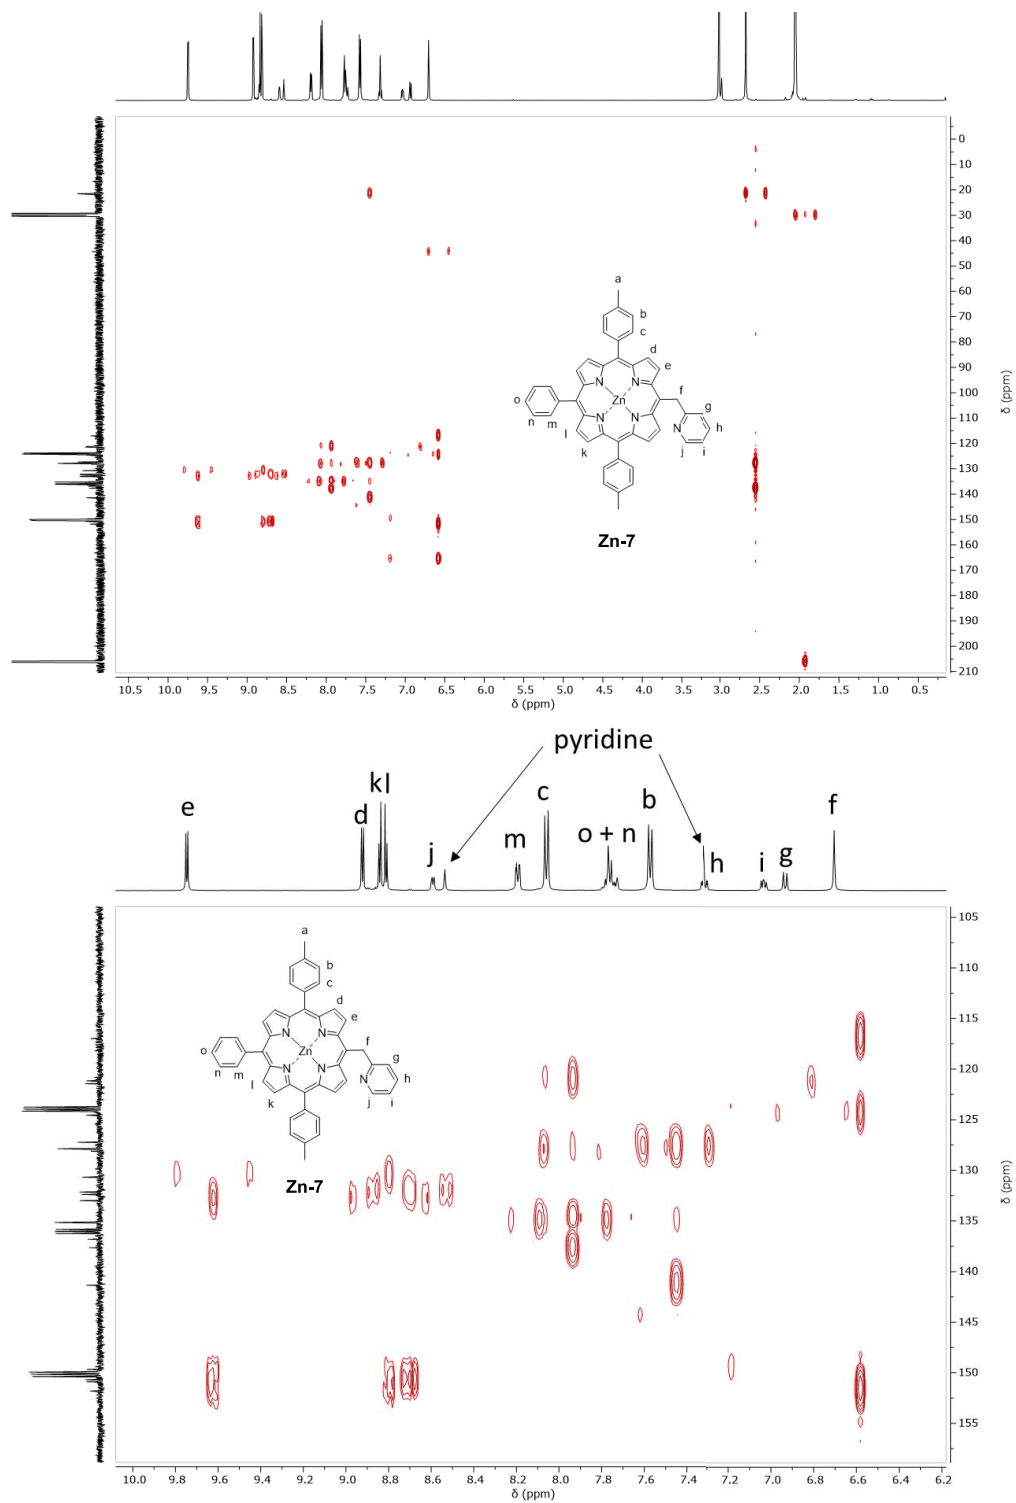 0
10
20
30
40
50
60
70
80
90
100
110
120
130
140
150
160
170
180
190
200
210
δ (ppm)
a
b
c
d
e
f
N N
Zn
N N
g
h
N
j i
o
n m
l
k
Zn-7
10.5 10.0 9.5 9.0 8.5 8.0 7.5 7.0 6.5 6.0 5.5 5.0 4.5 4.0 3.5 3.0 2.5 2.0 1.5 1.0 0.5
δ (ppm)
pyridine
e d k l j m c o + n b h i g f
105
110
115
120
125
130
135
140
145
150
155
δ (ppm)
a
b
c
d
e
f
N N
Zn
N N
g
h
N
j i
o
n m
l
k
Zn-7
10.0 9.8 9.6 9.4 9.2 9.0 8.8 8.6 8.4 8.2 8.0 7.8 7.6 7.4 7.2 7.0 6.8 6.6 6.4 6.2
δ (ppm)